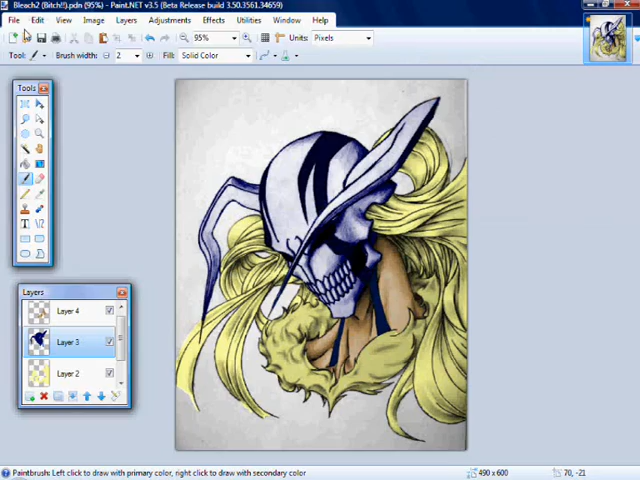 Bleach2 (Bitch!!).pdn (95%) - Paint.NET v3.5 (Beta Release build 3.50.3561.34659)
File Edit View Image Layers Adjustments Effects Utilities Window Help
95% Units: Pixels
Tool: Brush width: 2 Fill: Solid Color
Tools
Layers
Layer 4
Layer 3
Layer 2
Paintbrush: Left click to draw with primary color, right click to draw with secondary color 490 x 600 70, -21